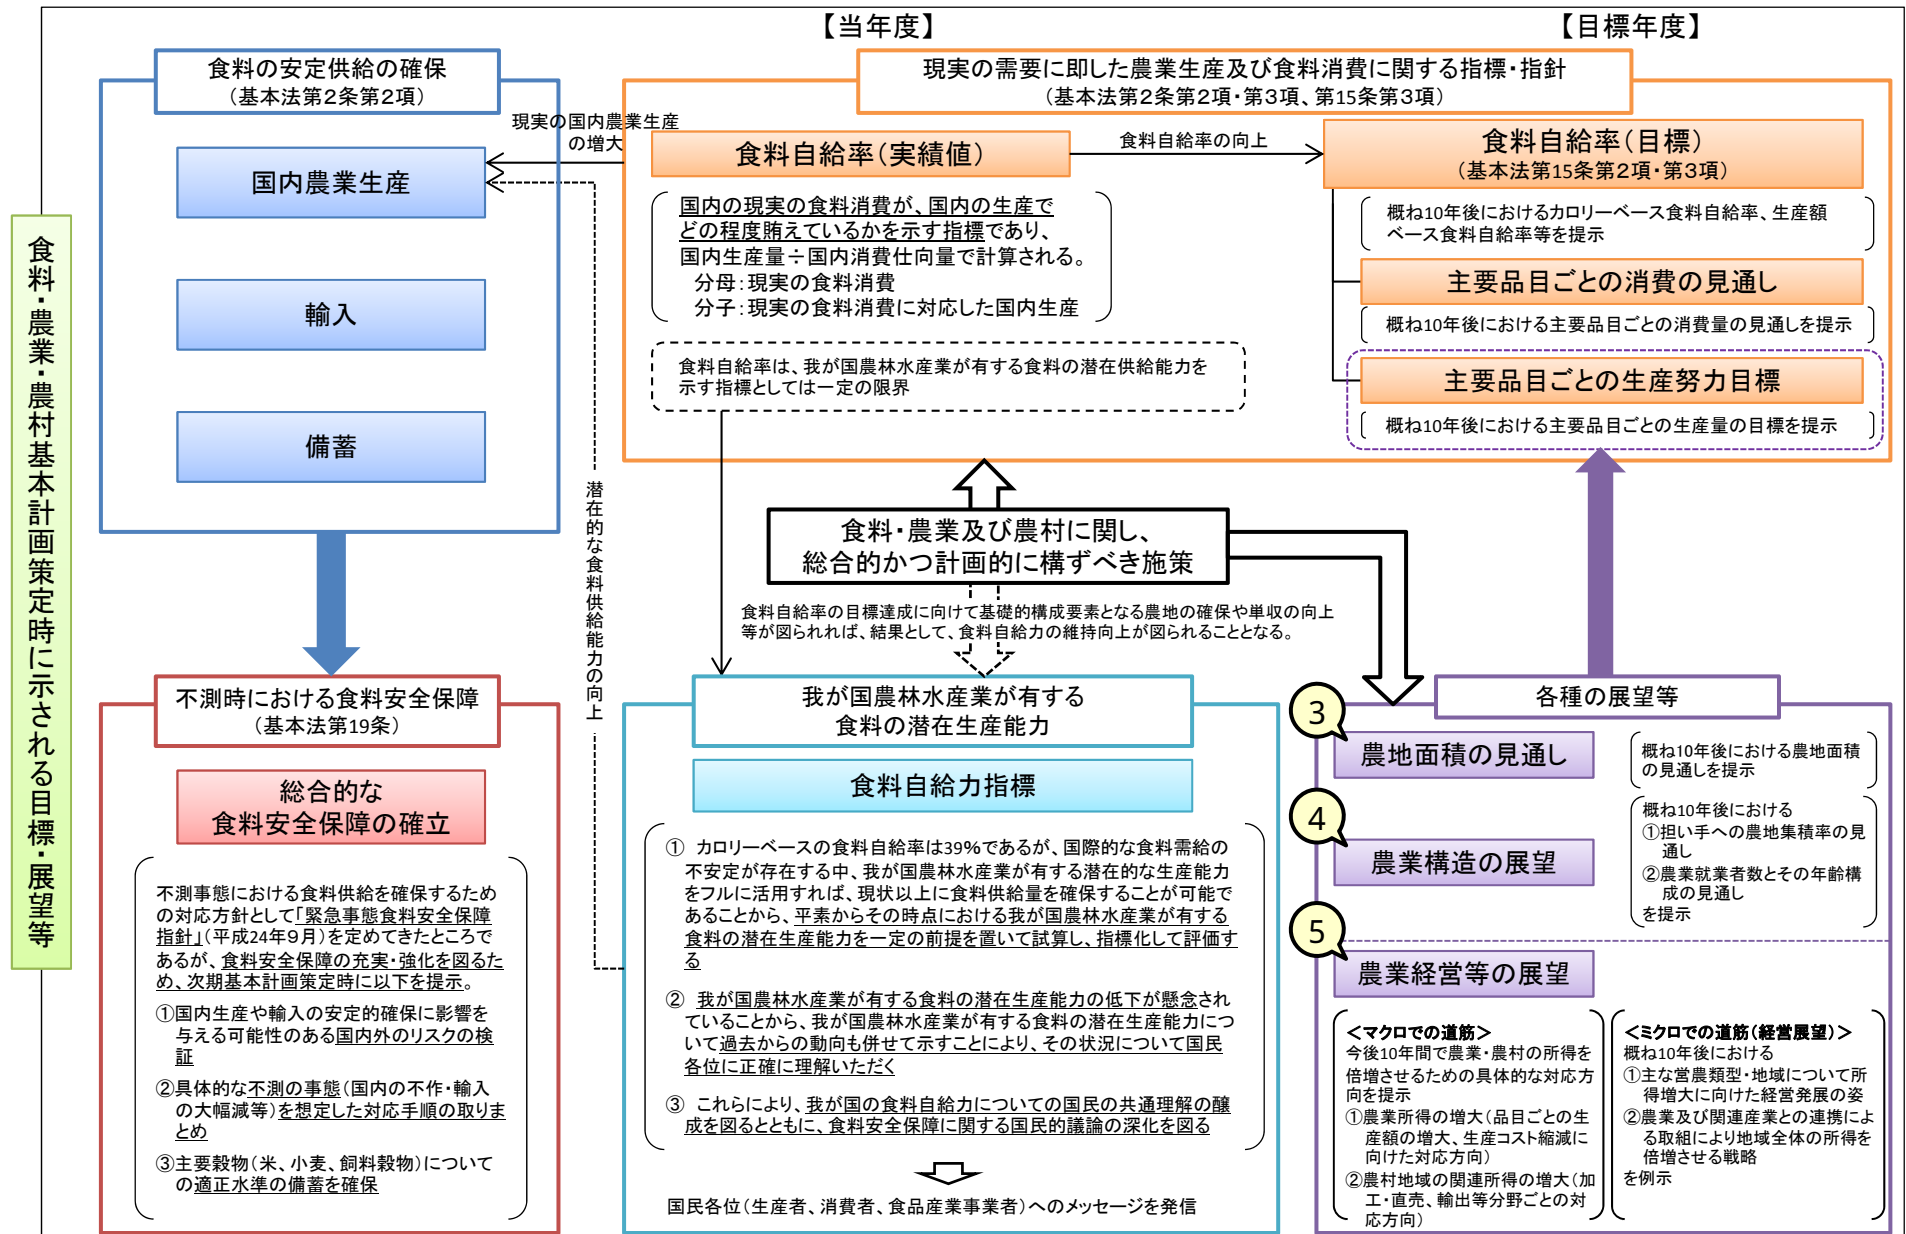 食料・農業・農村基本計画策定時に示される目標・展望等
【当年度】
【目標年度】
食料の安定供給の確保
（基本法第２条第２項）
国内農業生産
輸入
備蓄
現実の国内農業生産
の増大
潜在的な食料供給能力の向上
現実の需要に即した農業生産及び食料消費に関する指標・指針
（基本法第２条第２項・第３項、第15条第３項）
食料自給率（実績値）
食料自給率の向上
食料自給率（目標）
（基本法第15条第２項・第３項）
国内の現実の食料消費が、国内の生産で
どの程度賄えているかを示す指標であり、
国内生産量÷国内消費仕向量で計算される。
分母：現実の食料消費
分子：現実の食料消費に対応した国内生産
食料自給率は、我が国農林水産業が有する食料の潜在供給能力を
示す指標としては一定の限界
概ね10年後におけるカロリーベース食料自給率、生産額
ベース食料自給率等を提示
主要品目ごとの消費の見通し
概ね10年後における主要品目ごとの消費量の見通しを提示
主要品目ごとの生産努力目標
概ね10年後における主要品目ごとの生産量の目標を提示
食料・農業及び農村に関し、
総合的かつ計画的に構ずべき施策
食料自給率の目標達成に向けて基礎的構成要素となる農地の確保や単収の向上
等が図られれば、結果として、食料自給力の維持向上が図られることとなる。
不測時における食料安全保障
（基本法第19条）
総合的な
食料安全保障の確立
不測事態における食料供給を確保するため
の対応方針として「緊急事態食料安全保障
指針」（平成24年９月）を定めてきたところで
あるが、食料安全保障の充実・強化を図るた
め、次期基本計画策定時に以下を提示。
①国内生産や輸入の安定的確保に影響を
与える可能性のある国内外のリスクの検
証
②具体的な不測の事態（国内の不作・輸入
の大幅減等）を想定した対応手順の取りま
とめ
③主要穀物（米、小麦、飼料穀物）について
の適正水準の備蓄を確保
我が国農林水産業が有する
食料の潜在生産能力
食料自給力指標
① カロリーベースの食料自給率は39％であるが、国際的な食料需給の
不安定が存在する中、我が国農林水産業が有する潜在的な生産能力
をフルに活用すれば、現状以上に食料供給量を確保することが可能で
あることから、平素からその時点における我が国農林水産業が有する
食料の潜在生産能力を一定の前提を置いて試算し、指標化して評価す
る
② 我が国農林水産業が有する食料の潜在生産能力の低下が懸念され
ていることから、我が国農林水産業が有する食料の潜在生産能力につ
いて過去からの動向も併せて示すことにより、その状況について国民
各位に正確に理解いただく
③ これらにより、我が国の食料自給力についての国民の共通理解の醸
成を図るとともに、食料安全保障に関する国民的議論の深化を図る
国民各位（生産者、消費者、食品産業事業者）へのメッセージを発信
各種の展望等
3
農地面積の見通し
概ね10年後における農地面積
の見通しを提示
4
農業構造の展望
概ね10年後における
①担い手への農地集積率の見
通し
②農業就業者数とその年齢構
成の見通し
を提示
5
農業経営等の展望
＜マクロでの道筋＞
今後10年間で農業・農村の所得を
倍増させるための具体的な対応方
向を提示
①農業所得の増大（品目ごとの生
産額の増大、生産コスト縮減に
向けた対応方向）
②農村地域の関連所得の増大（加
工・直売、輸出等分野ごとの対
応方向）
＜ミクロでの道筋（経営展望）＞
概ね10年後における
①主な営農類型・地域について所
得増大に向けた経営発展の姿
②農業及び関連産業との連携によ
る取組により地域全体の所得を
倍増させる戦略
を例示